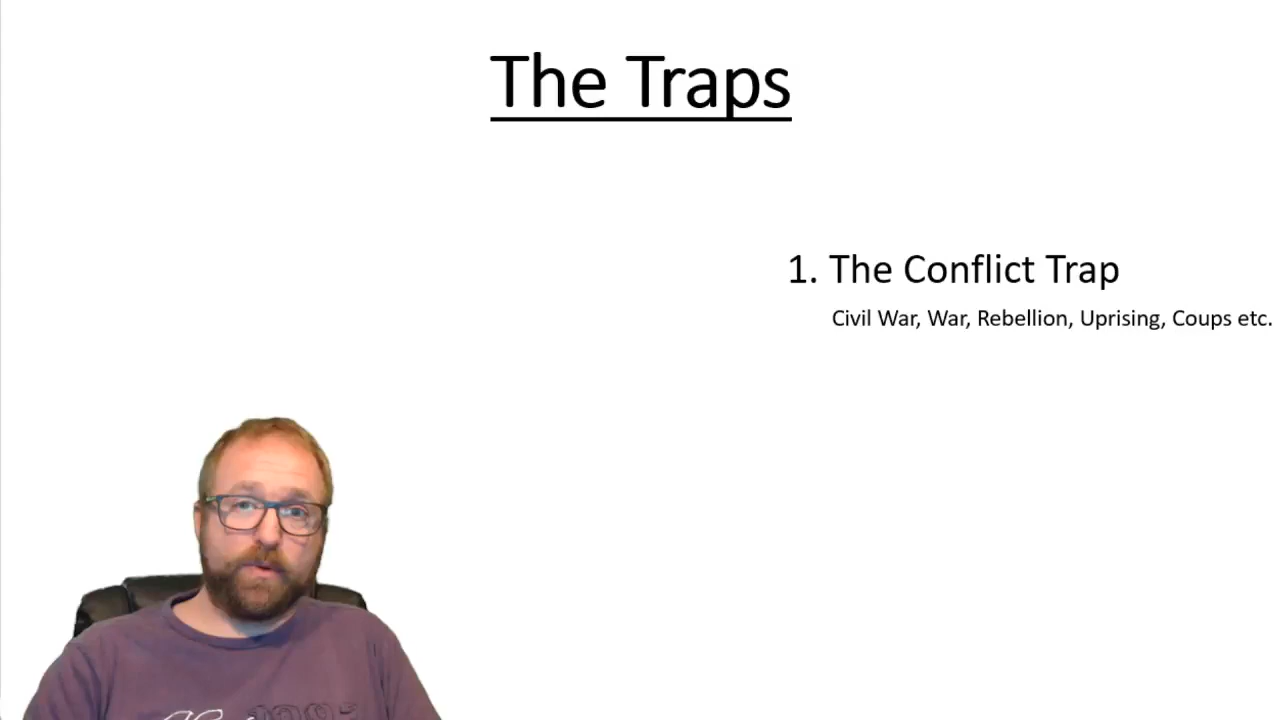 The Traps
1. The Conflict Trap
Civil War, War, Rebellion, Uprising, Coups etc.